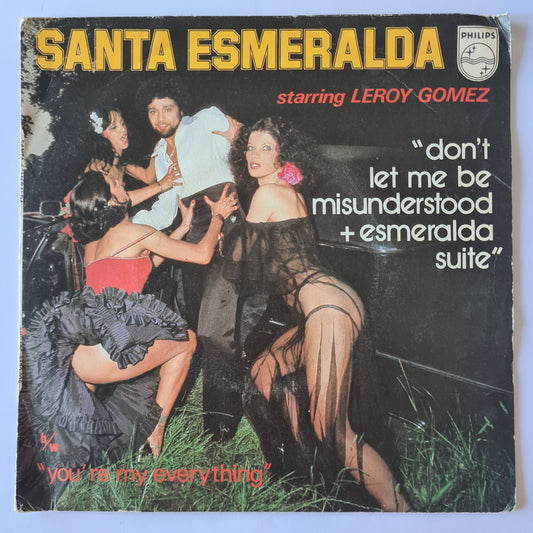 SANTA ESMERALDA
PHILIPS
starring LEROY GOMEZ
"don't
let me be
misunderstood
+ esmeralda
suite"
b/w
"you're my everything"